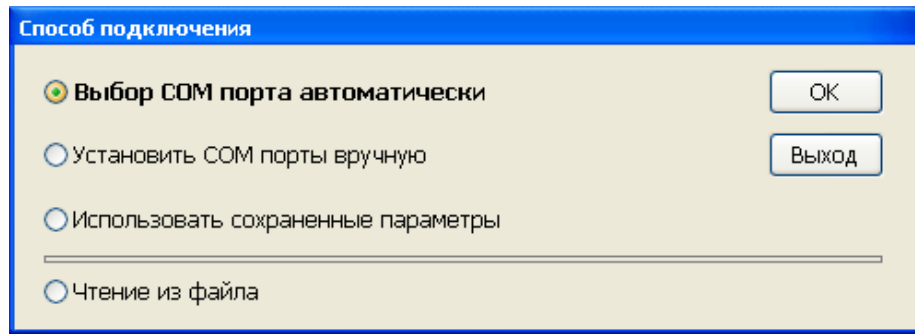 Способ подключения
Выбор COM порта автоматически
OK
Установить COM порты вручную
Выход
Использовать сохраненные параметры
Чтение из файла